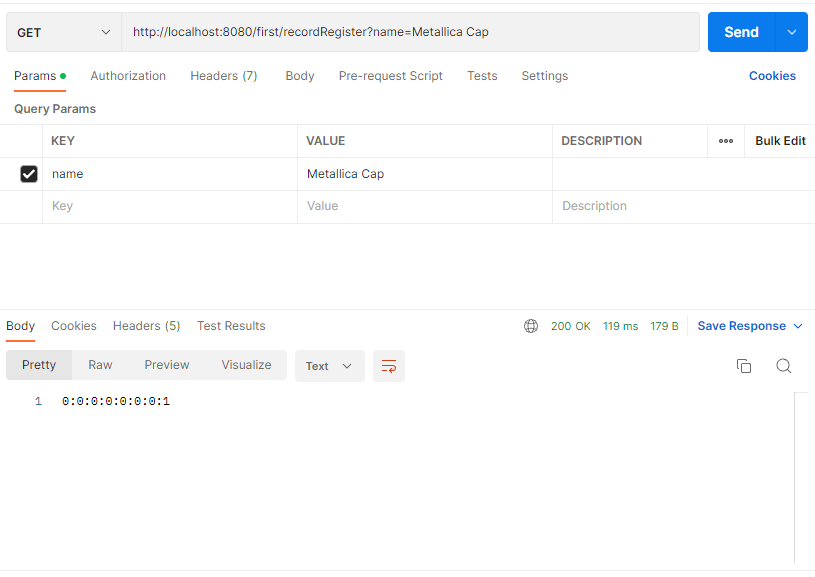 GET http://localhost:8080/first/recordRegister?name=Metallica Cap Send
Params Authorization Headers (7) Body Pre-request Script Tests Settings Cookies
Query Params
KEY VALUE DESCRIPTION Bulk Edit
name Metallica Cap
Key Value Description
Body Cookies Headers (5) Test Results 200 OK 119 ms 179 B Save Response
Pretty Raw Preview Visualize Text
1 0:0:0:0:0:0:0:1